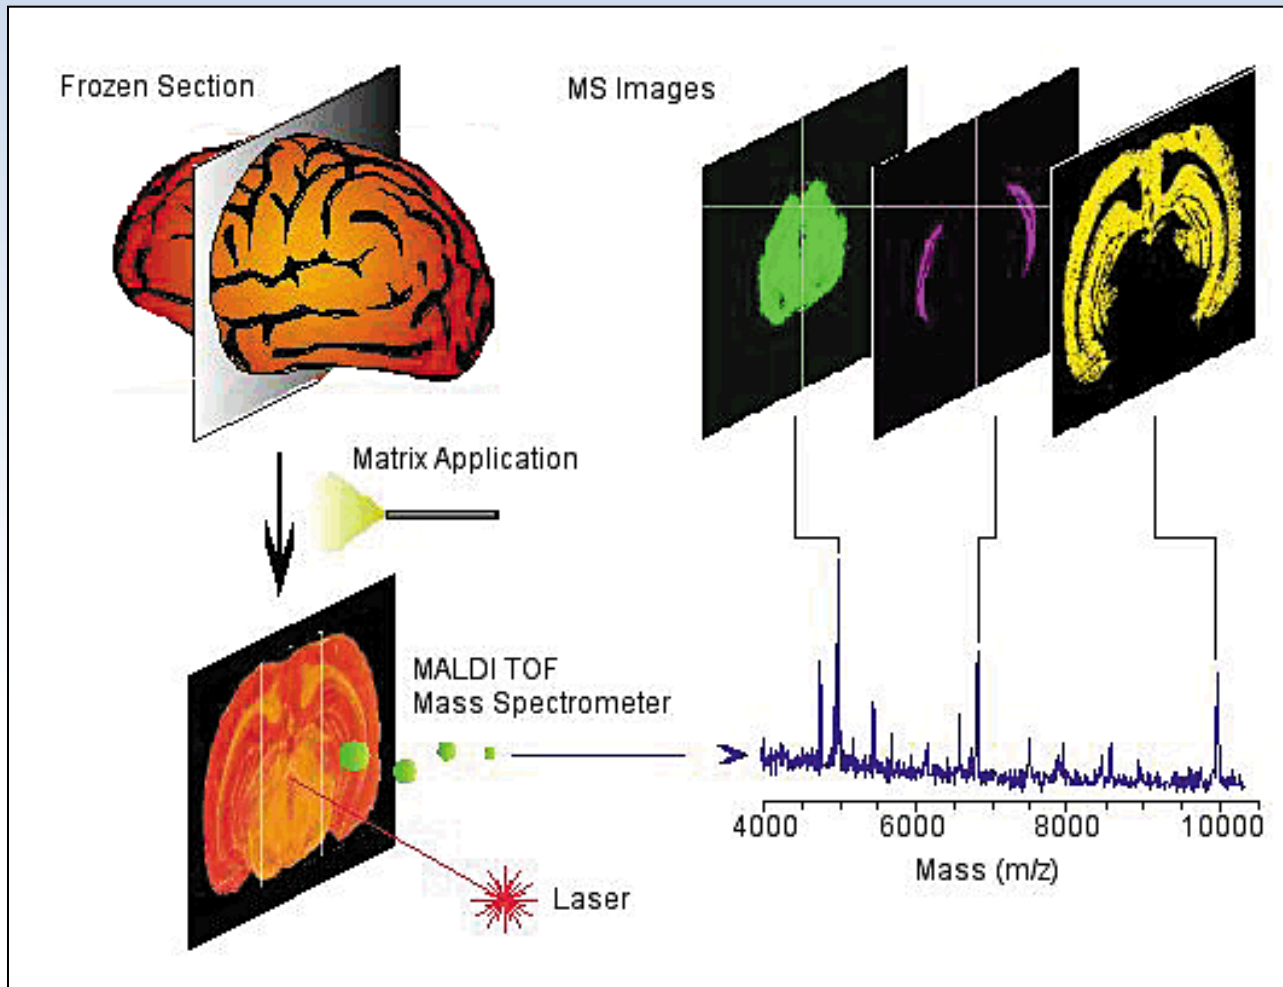 Frozen Section
MS Images
Matrix Application
MALDI TOF
Mass Spectrometer
Laser
4000 6000 8000 10000
Mass (m/z)